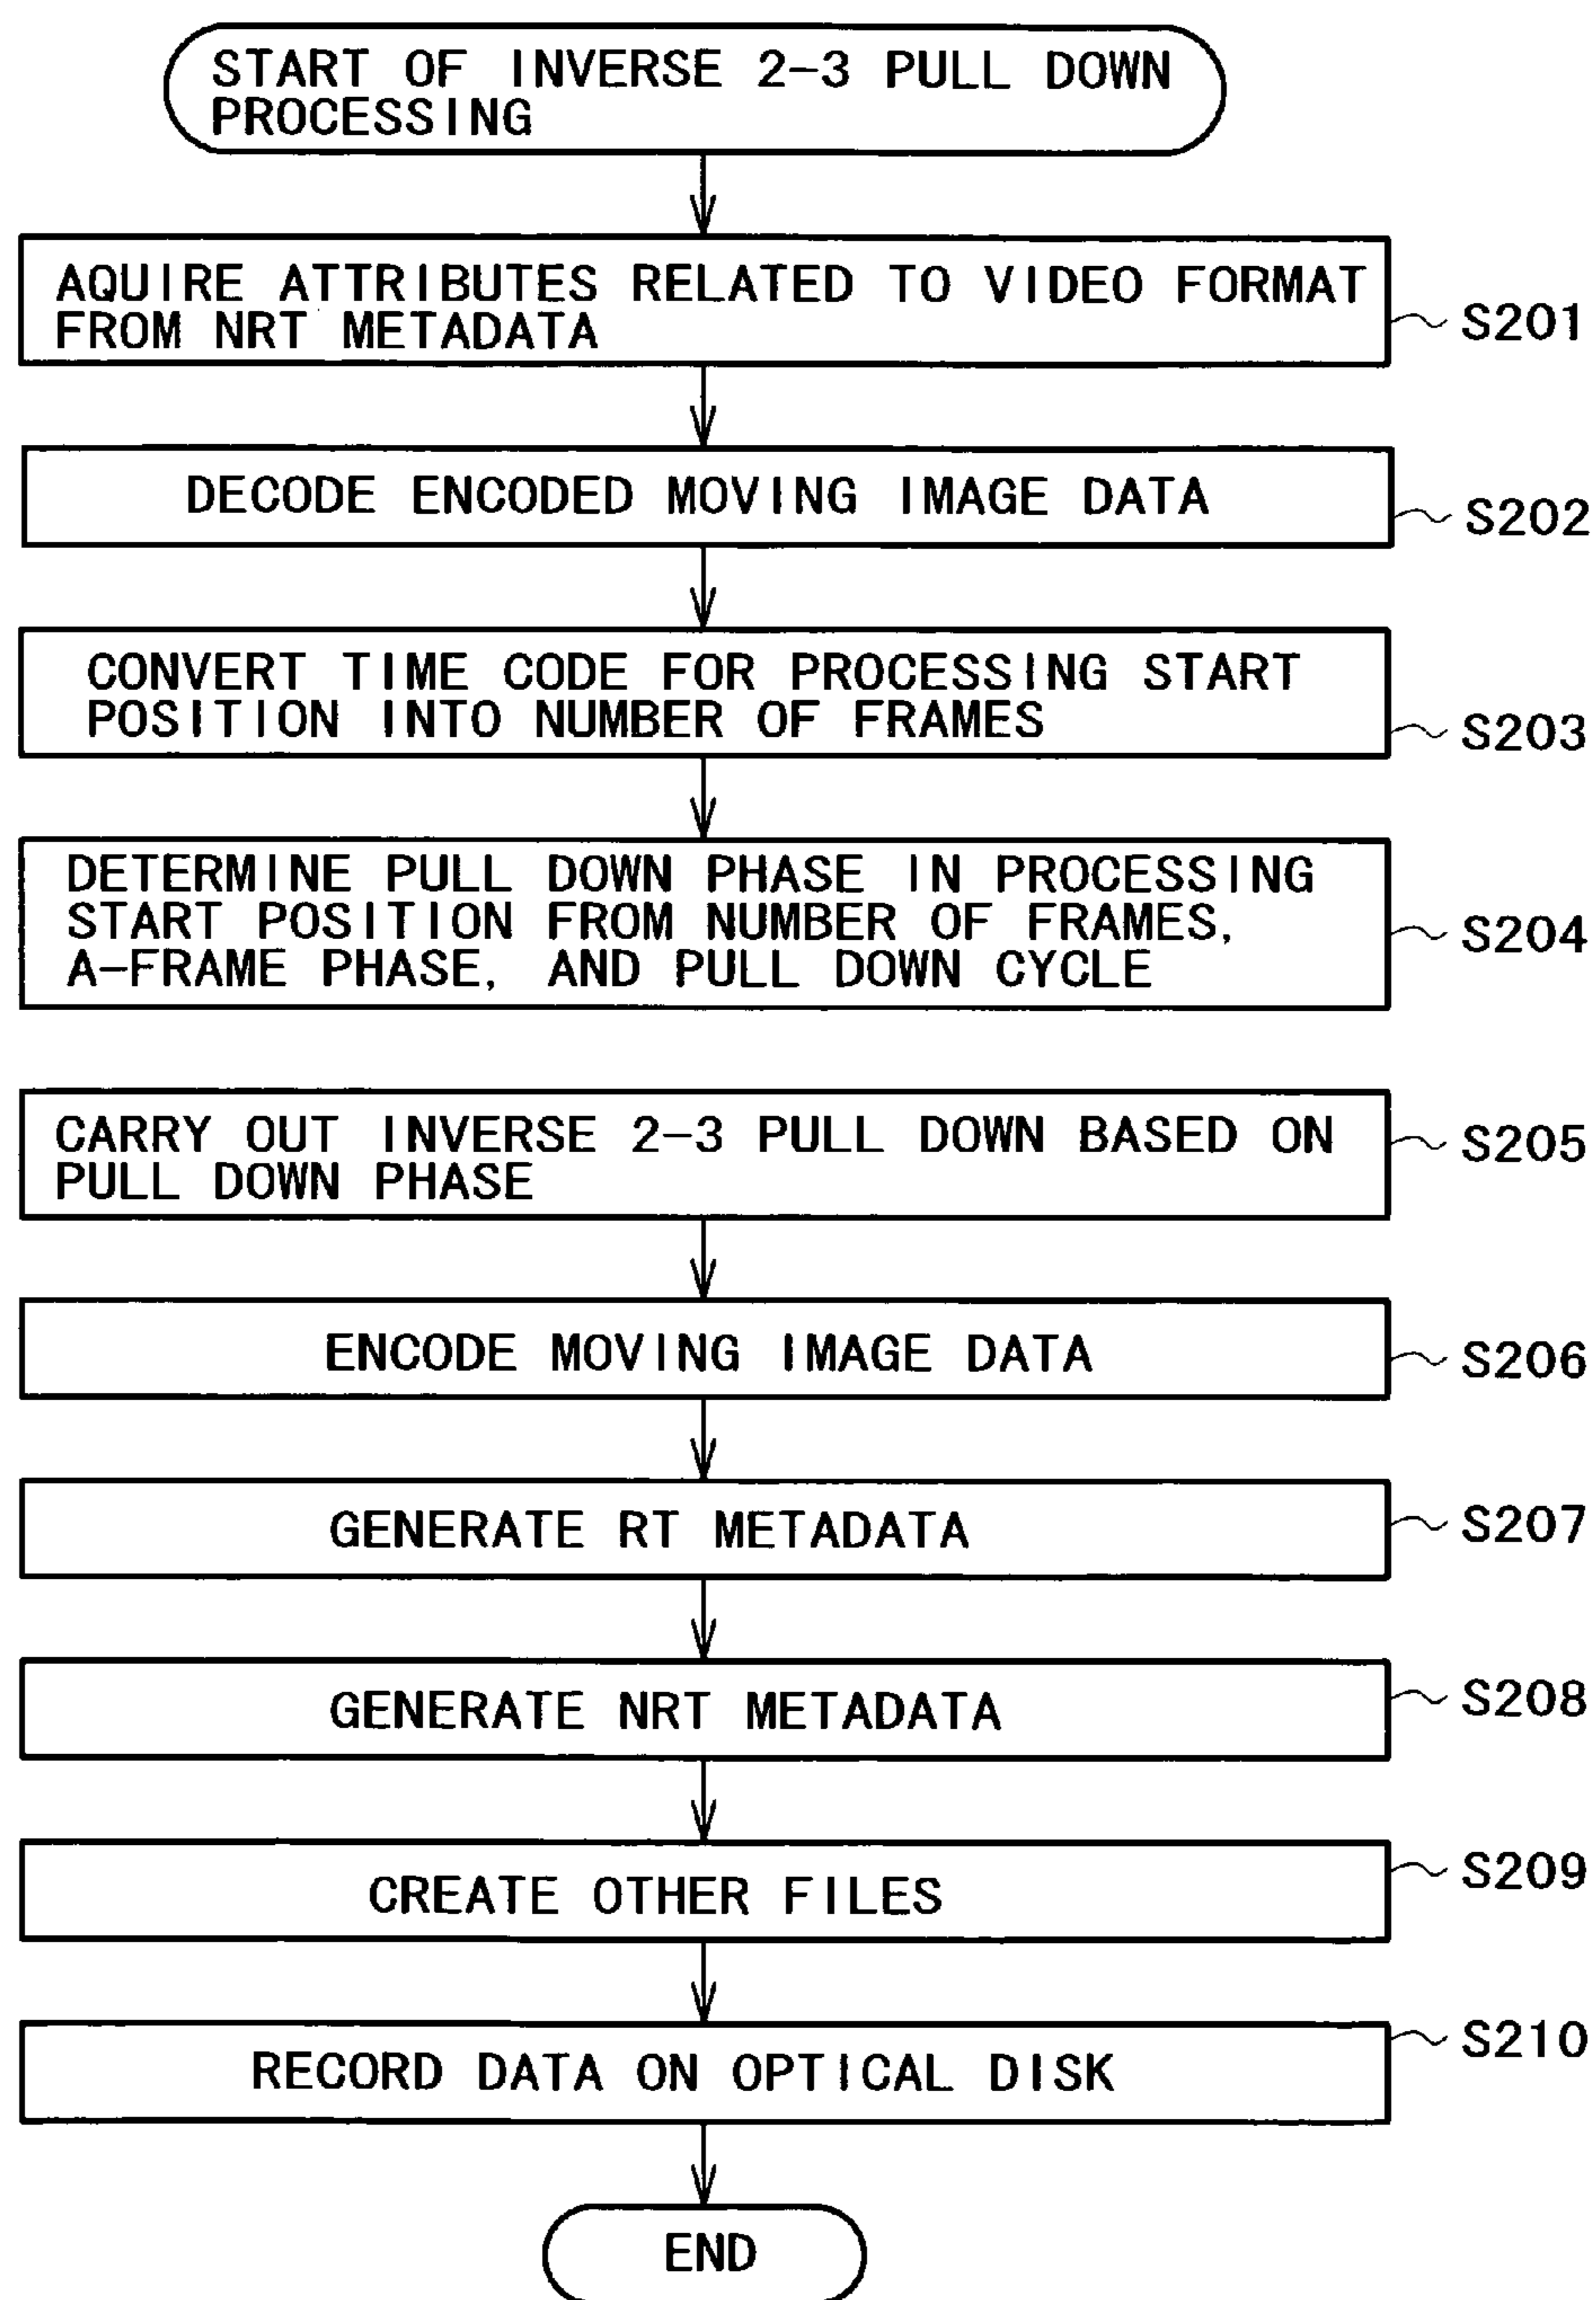 START OF INVERSE 2-3 PULL DOWN
PROCESSING
AQUIRE ATTRIBUTES RELATED TO VIDEO FORMAT
FROM NRT METADATA
S201
DECODE ENCODED MOVING IMAGE DATA
S202
CONVERT TIME CODE FOR PROCESSING START
POSITION INTO NUMBER OF FRAMES
S203
DETERMINE PULL DOWN PHASE IN PROCESSING
START POSITION FROM NUMBER OF FRAMES,
A-FRAME PHASE, AND PULL DOWN CYCLE
S204
CARRY OUT INVERSE 2-3 PULL DOWN BASED ON
PULL DOWN PHASE
S205
ENCODE MOVING IMAGE DATA
S206
GENERATE RT METADATA
S207
GENERATE NRT METADATA
S208
CREATE OTHER FILES
S209
RECORD DATA ON OPTICAL DISK
S210
END